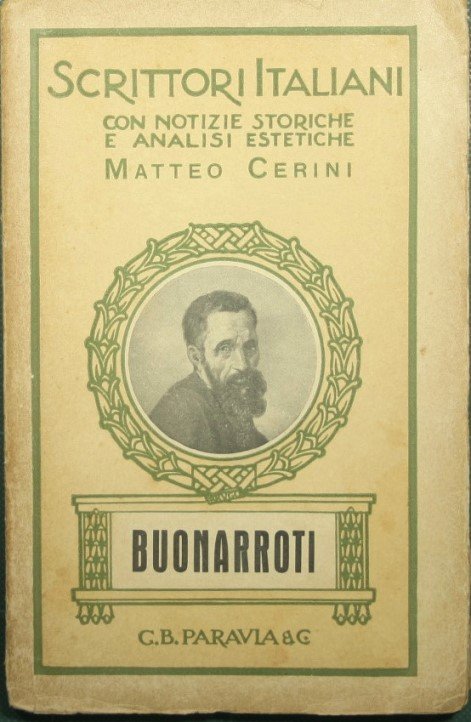 SCRITTORI ITALIANI
CON NOTIZIE STORICHE
E ANALISI ESTETICHE
MATTEO CERINI
BUONARROTI
C.B. PARAVIA & C